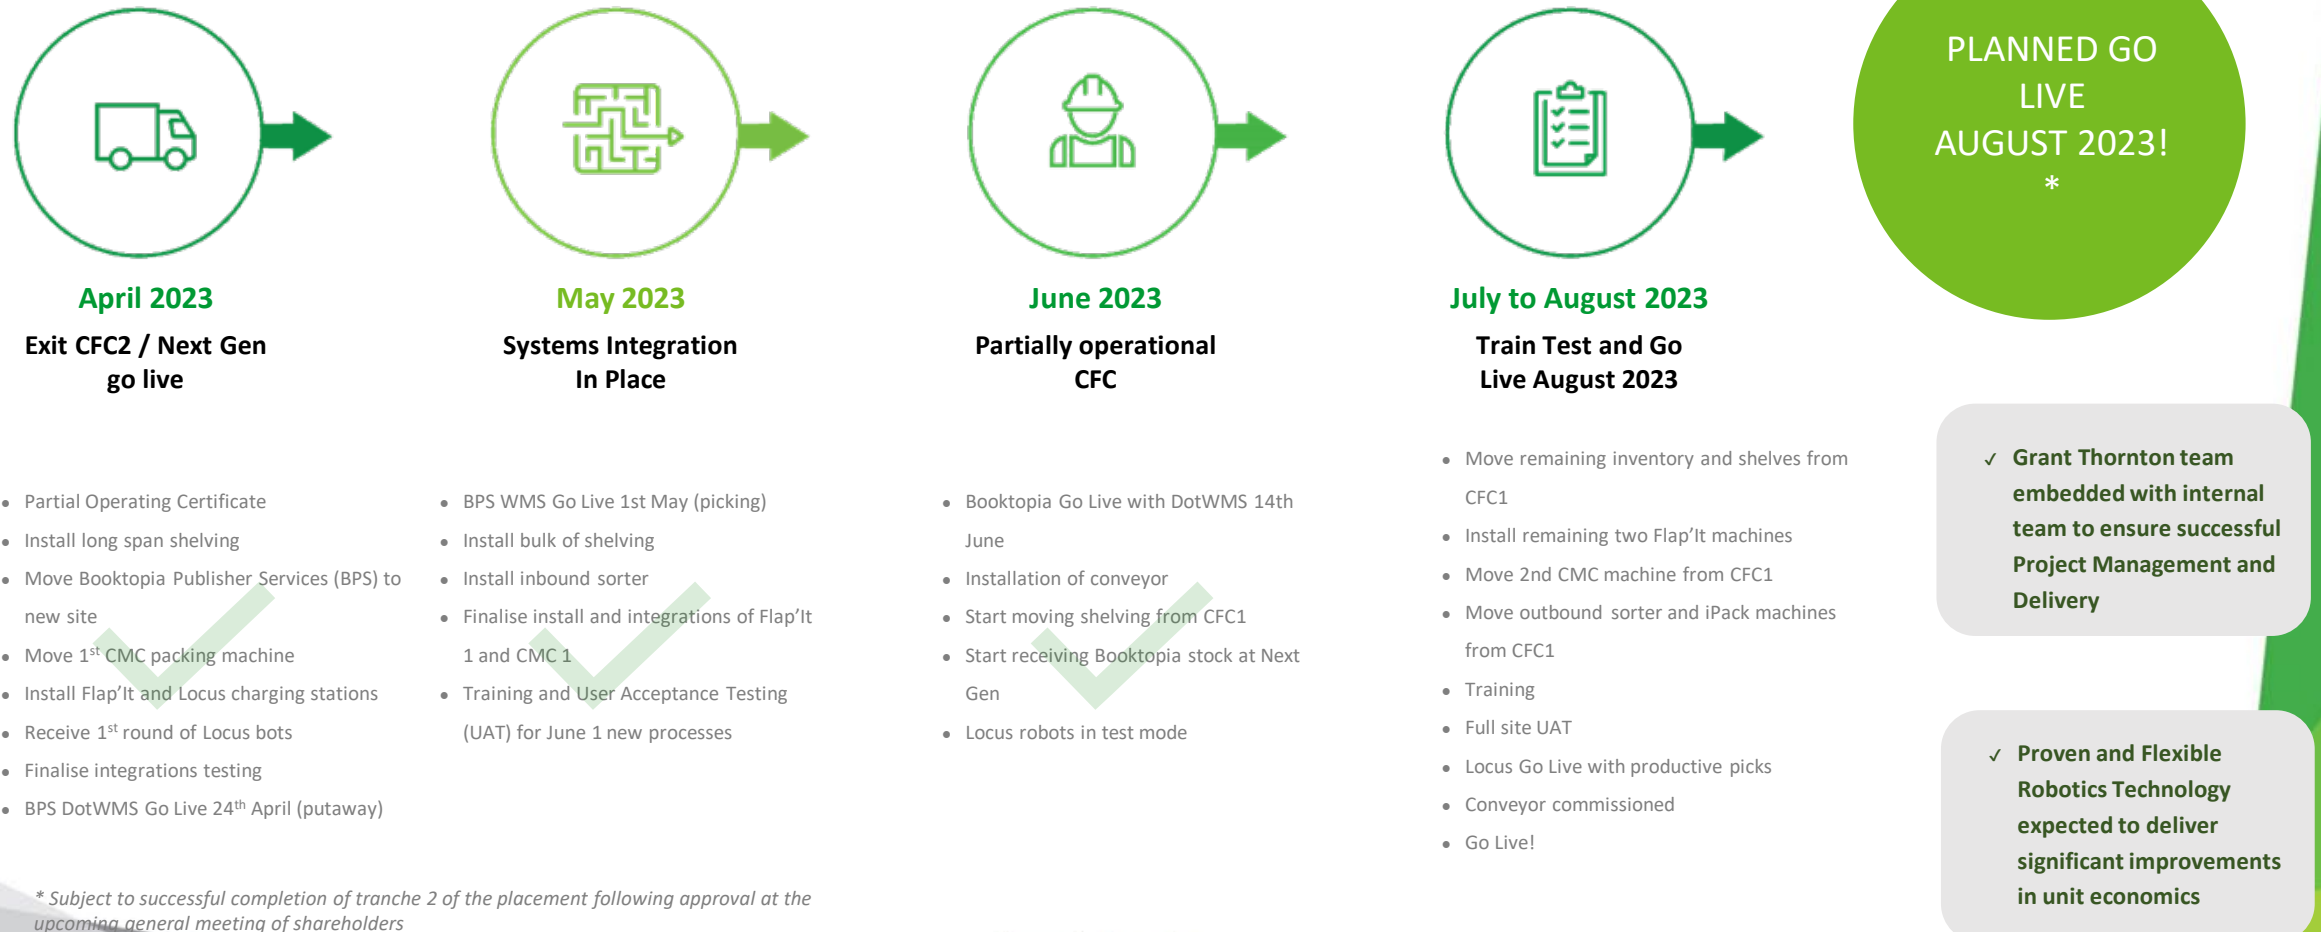 PLANNED GO
LIVE
AUGUST 2023!
*
April 2023
Exit CFC2 / Next Gen
go live
• Partial Operating Certificate
• Install long span shelving
• Move Booktopia Publisher Services (BPS) to
new site
• Move 1st CMC packing machine
• Install Flap'It and Locus charging stations
• Receive 1st round of Locus bots
• Finalise integrations testing
• BPS DotWMS Go Live 24th April (putaway)
May 2023
Systems Integration
In Place
• BPS WMS Go Live 1st May (picking)
• Install bulk of shelving
• Install inbound sorter
• Finalise install and integrations of Flap'It
1 and CMC 1
• Training and User Acceptance Testing
(UAT) for June 1 new processes
June 2023
Partially operational
CFC
• Booktopia Go Live with DotWMS 14th
June
• Installation of conveyor
• Start moving shelving from CFC1
• Start receiving Booktopia stock at Next
Gen
• Locus robots in test mode
July to August 2023
Train Test and Go
Live August 2023
• Move remaining inventory and shelves from
CFC1
• Install remaining two Flap'It machines
• Move 2nd CMC machine from CFC1
• Move outbound sorter and iPack machines
from CFC1
• Training
• Full site UAT
• Locus Go Live with productive picks
• Conveyor commissioned
• Go Live!
✓ Grant Thornton team
embedded with internal
team to ensure successful
Project Management and
Delivery
✓ Proven and Flexible
Robotics Technology
expected to deliver
significant improvements
in unit economics
* Subject to successful completion of tranche 2 of the placement following approval at the
upcoming general meeting of shareholders